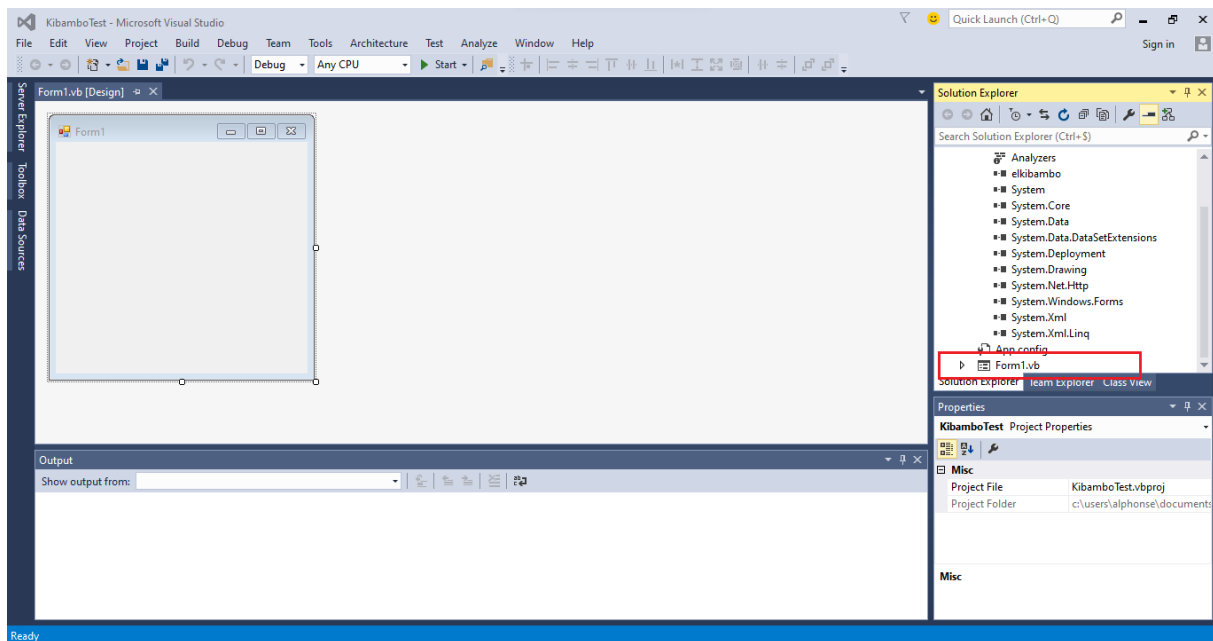 KibamboTest - Microsoft Visual Studio
Quick Launch (Ctrl+Q)
File Edit View Project Build Debug Team Tools Architecture Test Analyze Window Help
Sign in
Debug Any CPU Start
Server Explorer
Toolbox
Data Sources
Form1.vb [Design]
Form1
Solution Explorer
Search Solution Explorer (Ctrl+$)
Analyzers
elkibambo
System
System.Core
System.Data
System.Data.DataSetExtensions
System.Deployment
System.Drawing
System.Net.Http
System.Windows.Forms
System.Xml
System.Xml.Linq
App.config
Form1.vb
Solution Explorer Team Explorer Class View
Properties
KibamboTest Project Properties
Misc
Project File KibamboTest.vbproj
Project Folder c:\users\alphonse\documents
Misc
Output
Show output from:
Ready